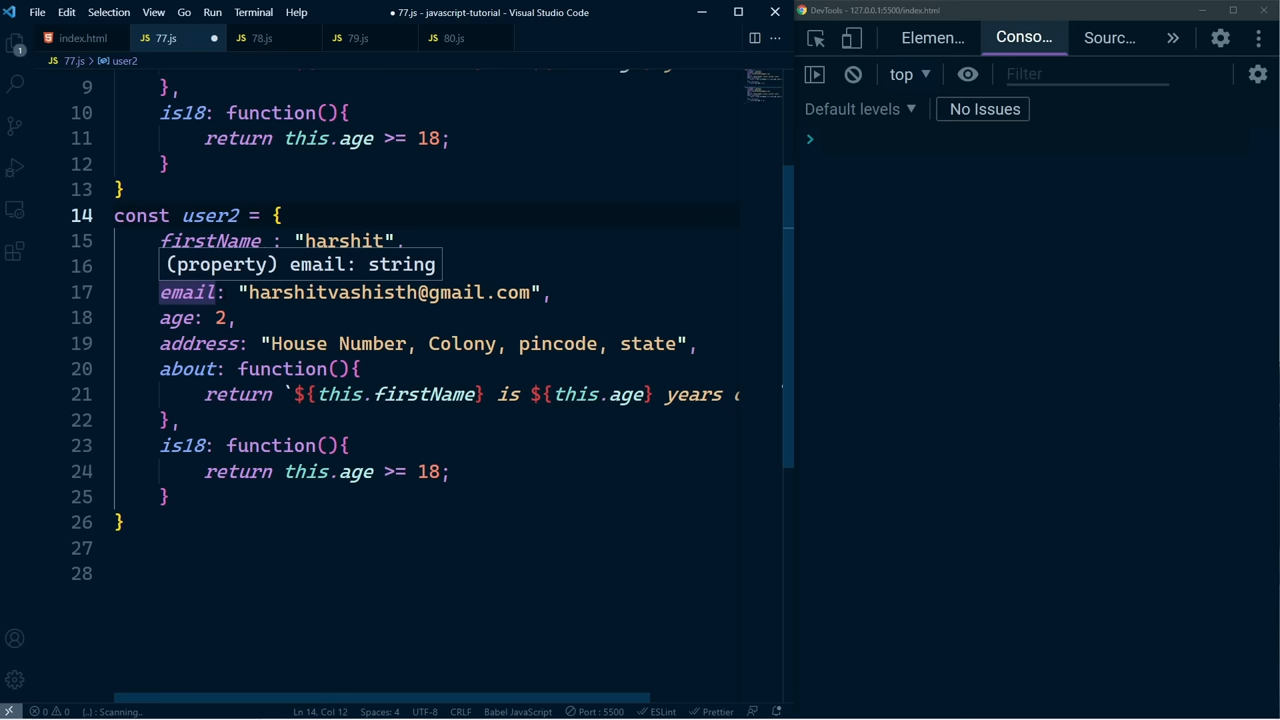 File Edit Selection View Go Run Terminal Help
● 77.js - javascript-tutorial - Visual Studio Code
DevTools - 127.0.0.1:5500/index.html
index.html JS 77.js JS 78.js JS 79.js JS 80.js
Elemen... Conso... Sourc...
JS 77.js > user2
top Filter
Default levels No Issues
9 },
10 is18: function(){
11 return this.age >= 18;
12 }
13 }
14 const user2 = {
15 firstName : "harshit",
16 (property) email: string
17 email: "harshitvashisth@gmail.com",
18 age: 2,
19 address: "House Number, Colony, pincode, state",
20 about: function(){
21 return `${this.firstName} is ${this.age} years
22 },
23 is18: function(){
24 return this.age >= 18;
25 }
26 }
27
28
0 0 {..} : Scanning.. Ln 14, Col 12 Spaces: 4 UTF-8 CRLF Babel JavaScript Port : 5500 ESLint Prettier